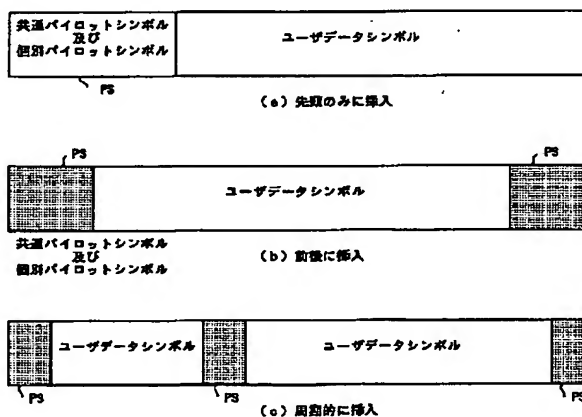 共通パイロットシンボル
及び
個別パイロットシンボル
ユーザデータシンボル
PS
(a) 先頭のみに挿入
PS
PS
ユーザデータシンボル
共通パイロットシンボル
及び
個別パイロットシンボル
(b) 前後に挿入
ユーザデータシンボル
ユーザデータシンボル
PS
PS
PS
(c) 周期的に挿入